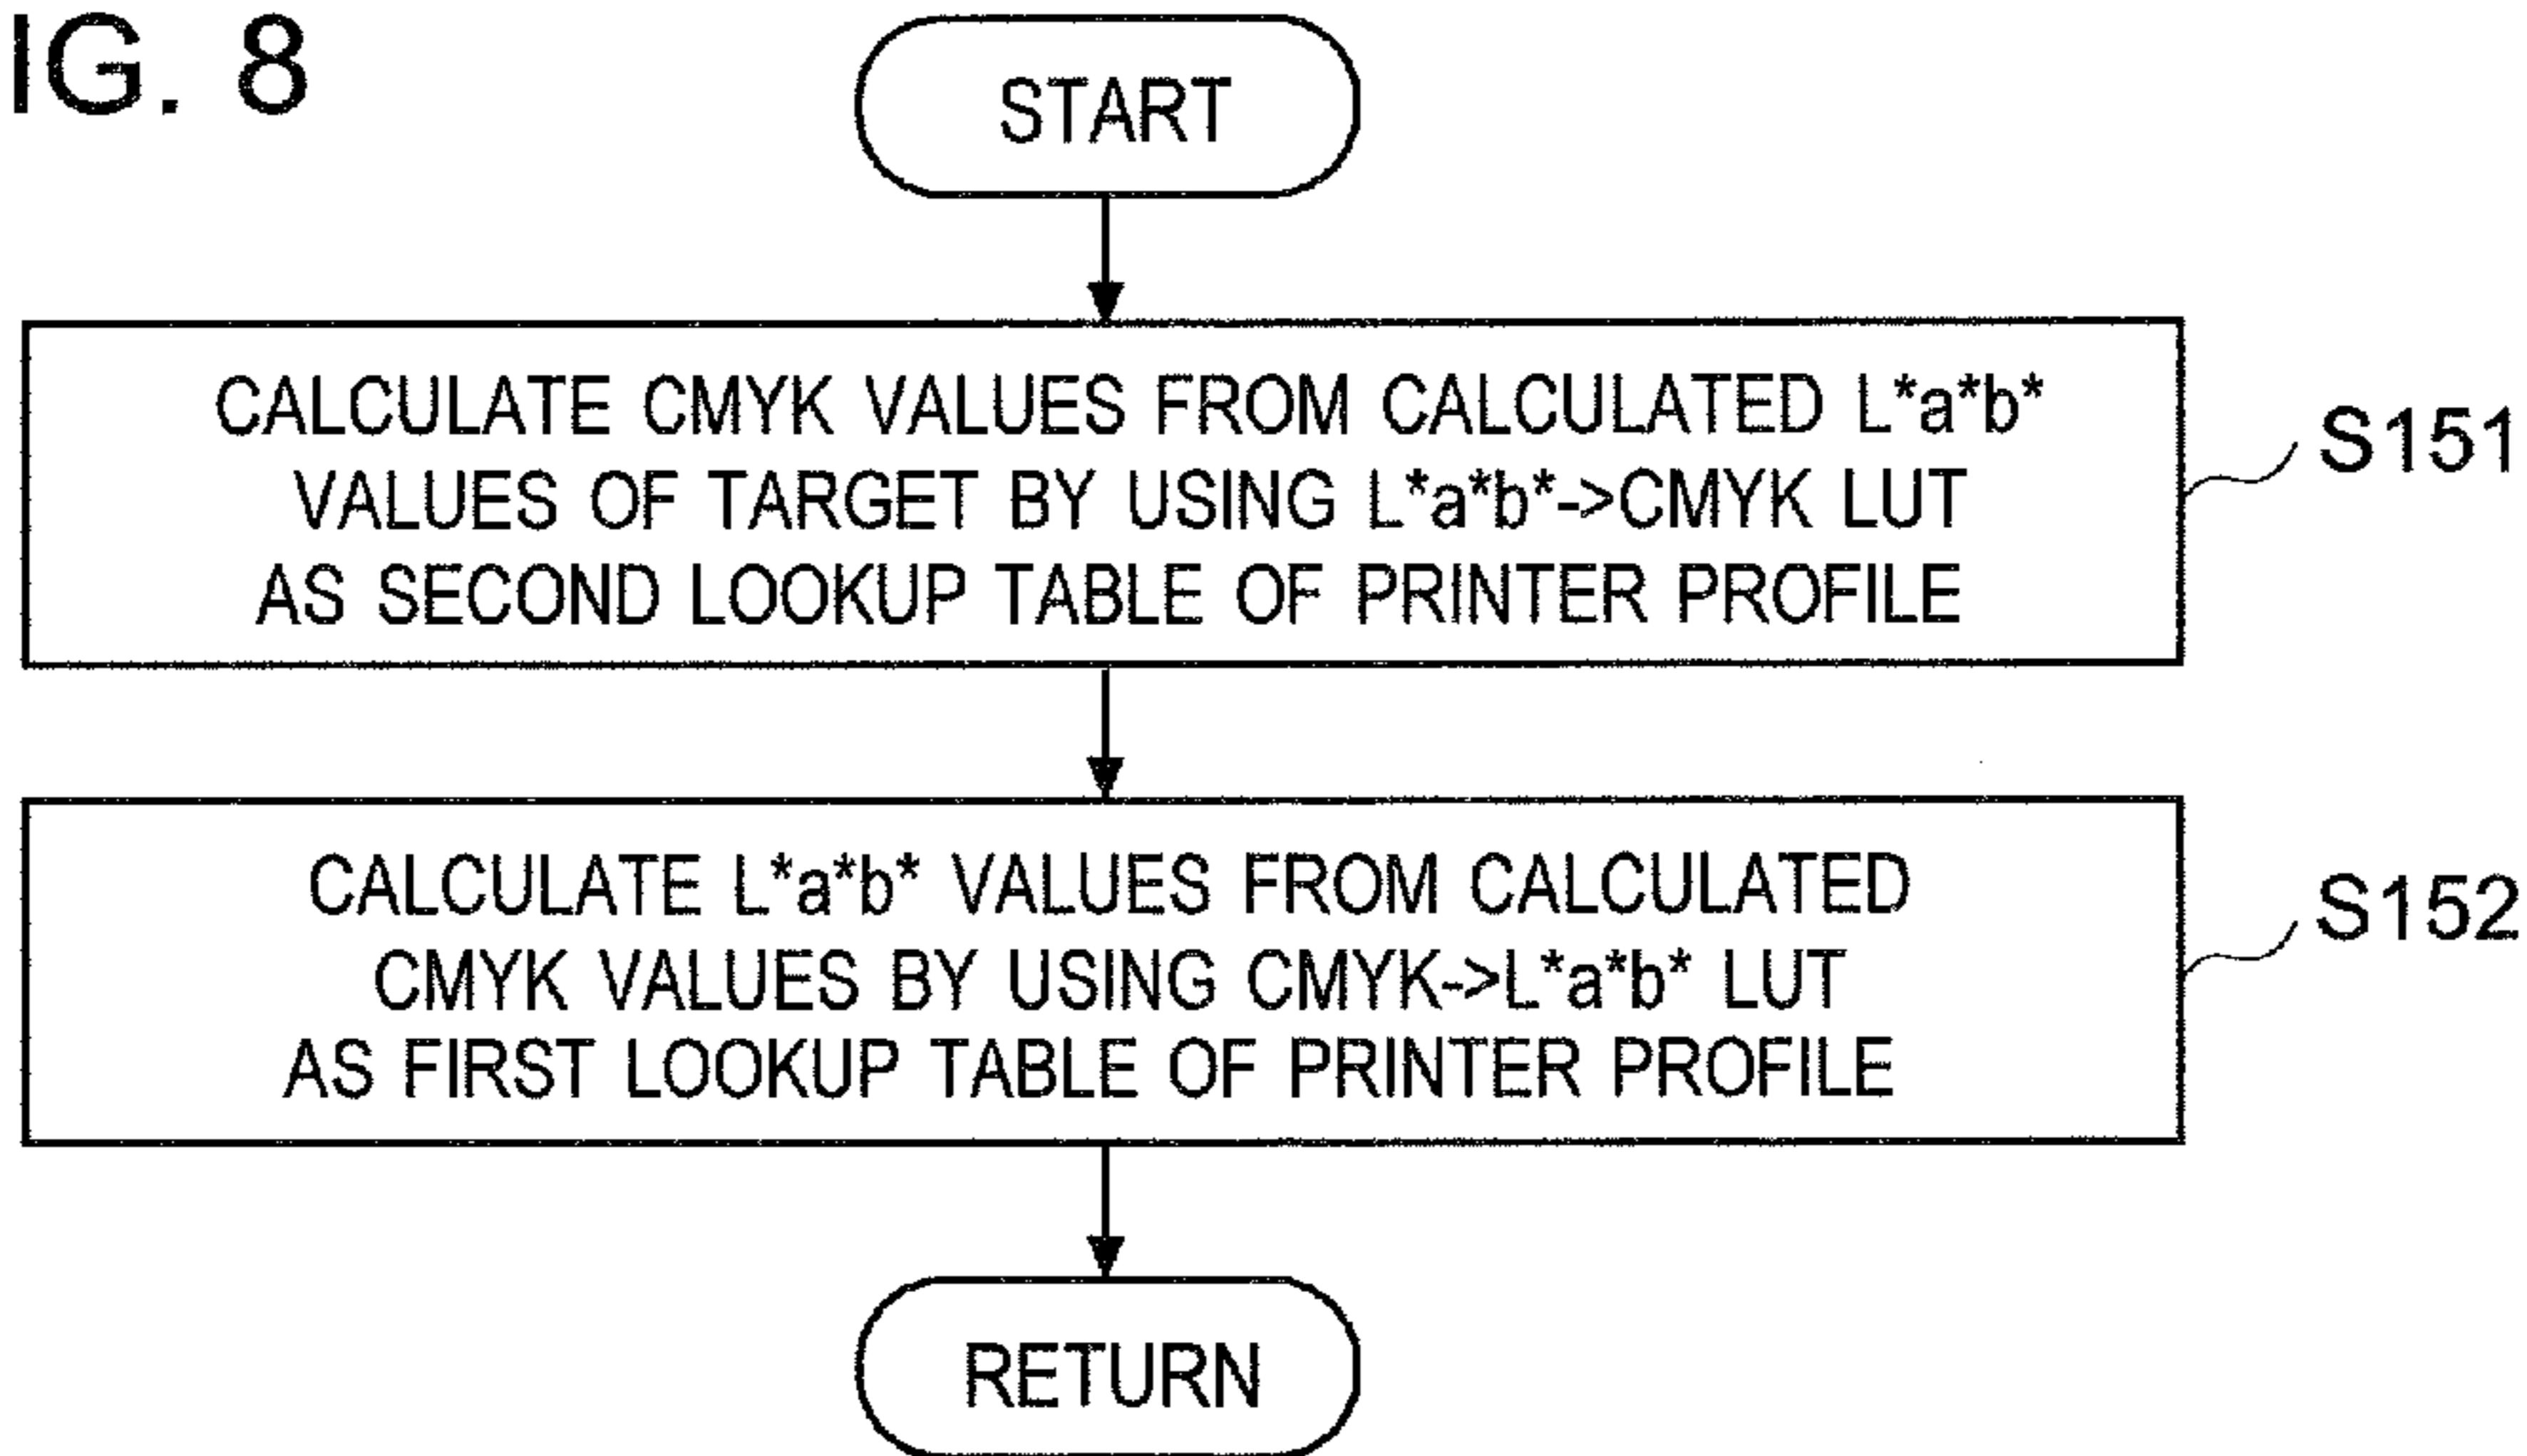 IG. 8
START
CALCULATE CMYK VALUES FROM CALCULATED L*a*b*
VALUES OF TARGET BY USING L*a*b*->CMYK LUT
AS SECOND LOOKUP TABLE OF PRINTER PROFILE
S151
CALCULATE L*a*b* VALUES FROM CALCULATED
CMYK VALUES BY USING CMYK->L*a*b* LUT
AS FIRST LOOKUP TABLE OF PRINTER PROFILE
S152
RETURN